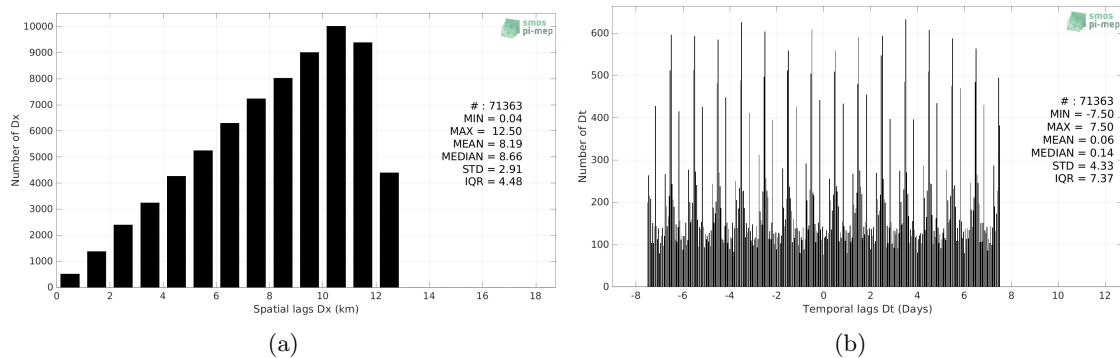 10000
9000
8000
7000
6000
5000
4000
3000
2000
1000
0
Number of Dx
0 2 4 6 8 10 12 14 16 18
Spatial lags Dx (km)
smos
pi-mep
# : 71363
MIN = 0.04
MAX = 12.50
MEAN = 8.19
MEDIAN = 8.66
STD = 2.91
IQR = 4.48
(a)
600
500
400
300
200
100
0
Number of Dt
-8 -6 -4 -2 0 2 4 6 8 10 12
Temporal lags Dt (Days)
smos
pi-mep
# : 71363
MIN = -7.50
MAX = 7.50
MEAN = 0.06
MEDIAN = 0.14
STD = 4.33
IQR = 7.37
(b)